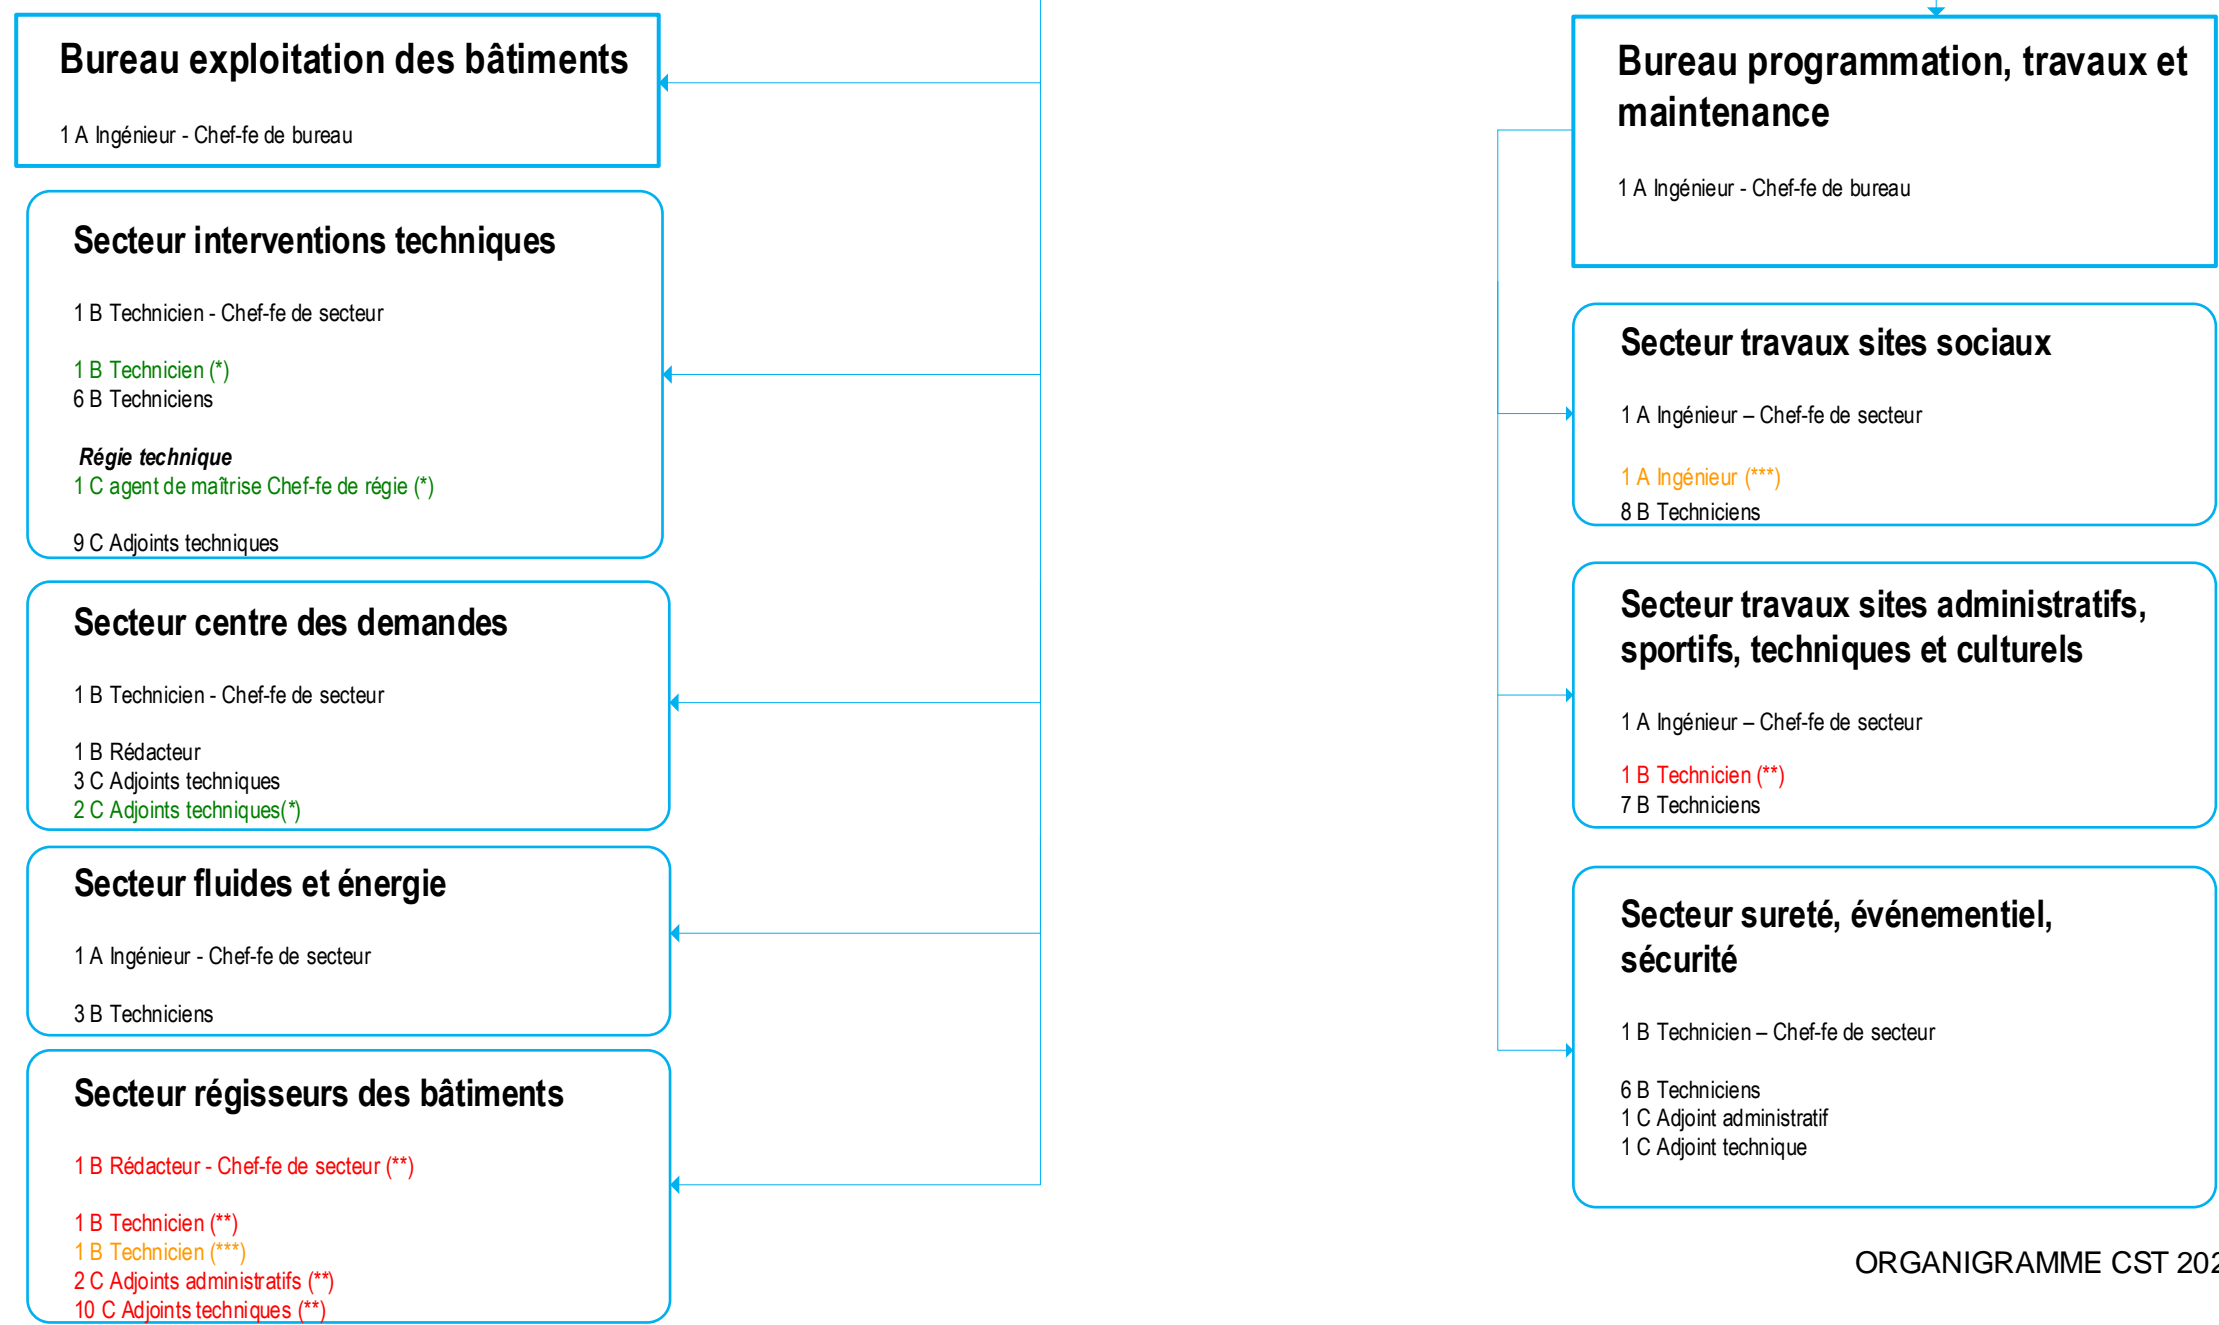 Bureau exploitation des bâtiments
1 A Ingénieur - Chef-fe de bureau
Secteur interventions techniques
1 B Technicien - Chef-fe de secteur
1 B Technicien (*)
6 B Techniciens
Régie technique
1 C agent de maîtrise Chef-fe de régie (*)
9 C Adjoints techniques
Secteur centre des demandes
1 B Technicien - Chef-fe de secteur
1 B Rédacteur
3 C Adjoints techniques
2 C Adjoints techniques(*)
Secteur fluides et énergie
1 A Ingénieur - Chef-fe de secteur
3 B Techniciens
Secteur régisseurs des bâtiments
1 B Rédacteur - Chef-fe de secteur (**)
1 B Technicien (**)
1 B Technicien (***)
2 C Adjoints administratifs (**)
10 C Adjoints techniques (**)
Bureau programmation, travaux et
maintenance
1 A Ingénieur - Chef-fe de bureau
Secteur travaux sites sociaux
1 A Ingénieur – Chef-fe de secteur
1 A Ingénieur (***)
8 B Techniciens
Secteur travaux sites administratifs,
sportifs, techniques et culturels
1 A Ingénieur – Chef-fe de secteur
1 B Technicien (**)
7 B Techniciens
Secteur sureté, événementiel,
sécurité
1 B Technicien – Chef-fe de secteur
6 B Techniciens
1 C Adjoint administratif
1 C Adjoint technique
ORGANIGRAMME CST 202